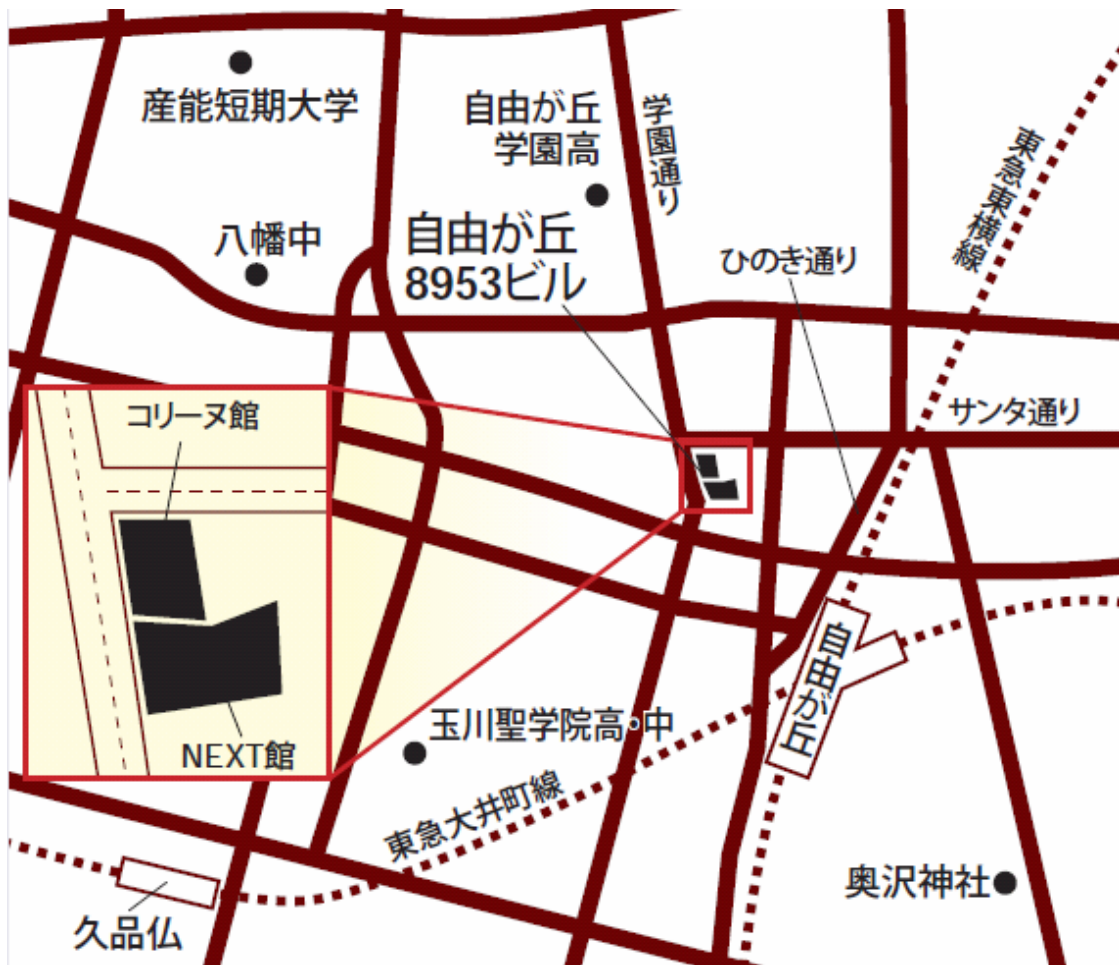 産能短期大学
自由が丘
学園高
学園通り
東急東横線
八幡中
自由が丘
8953ビル
ひのき通り
サンタ通り
コリーヌ館
NEXT館
自由が丘
玉川聖学院高・中
東急大井町線
奥沢神社
久品仏